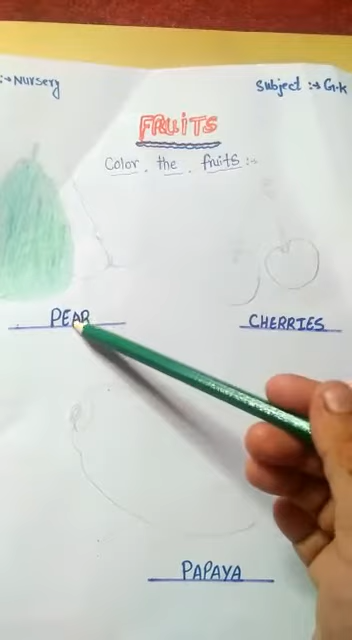 :→ Nursery
Subject :→ G.K
FRUITS
Color. the. fruits :-
PEAR
CHERRIES
PAPAYA